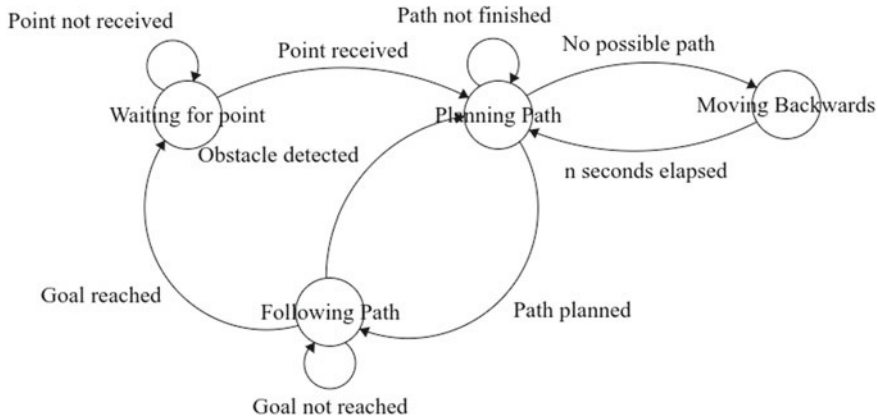 Path not finished
Point not received
Point received
No possible path
Waiting for point
Planning Path
Moving Backwards
Obstacle detected
n seconds elapsed
Goal reached
Following Path
Path planned
Goal not reached